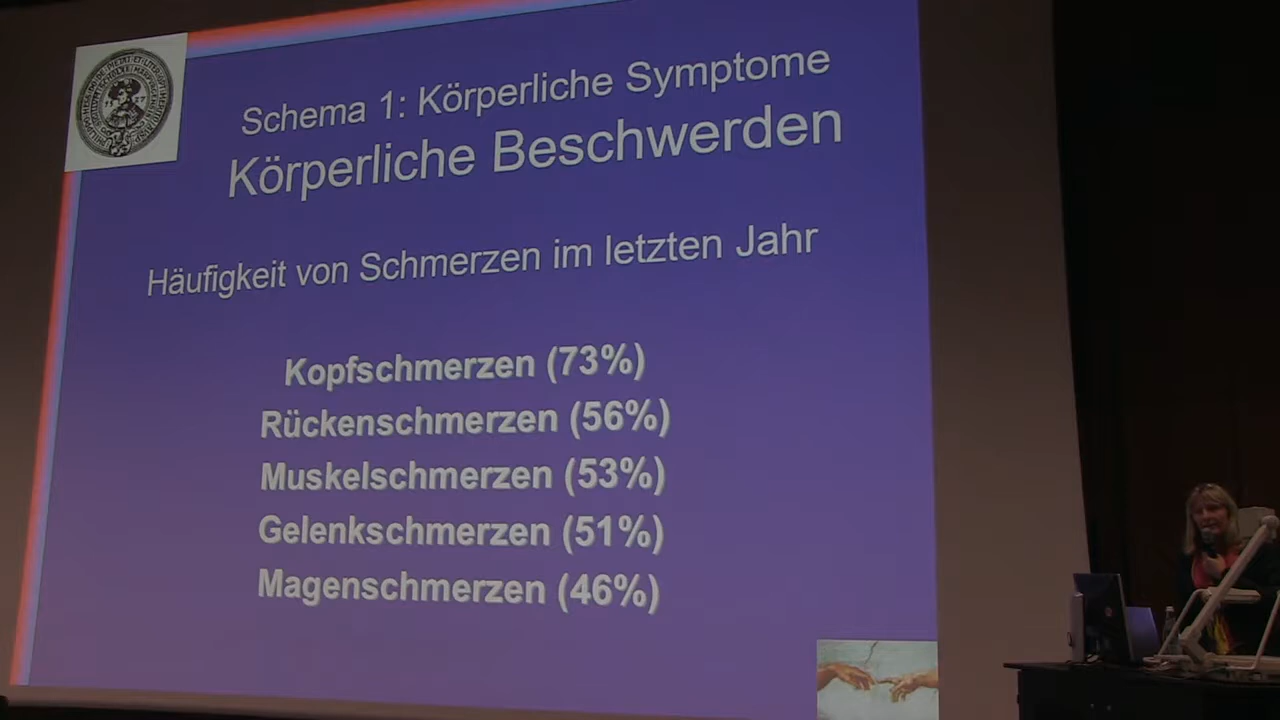 Schema 1: Körperliche Symptome
Körperliche Beschwerden
Häufigkeit von Schmerzen im letzten Jahr
Kopfschmerzen (73%)
Rückenschmerzen (56%)
Muskelschmerzen (53%)
Gelenkschmerzen (51%)
Magenschmerzen (46%)